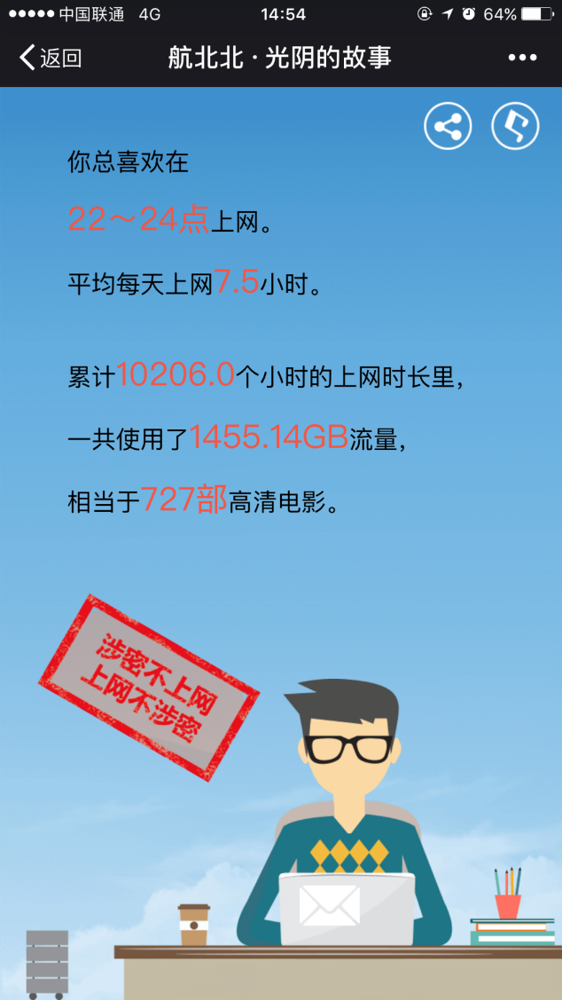 中国联通 4G 14:54 64%
返回 航北北·光阴的故事
你总喜欢在
22～24点上网。
平均每天上网7.5小时。
累计10206.0个小时的上网时长里，
一共使用了1455.14GB流量，
相当于727部高清电影。
涉密不上网
上网不涉密